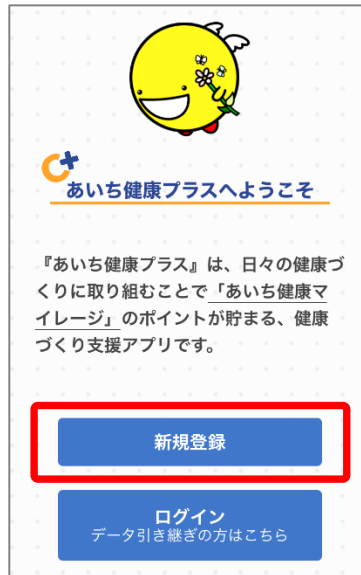 あいち健康プラスへようこそ
『あいち健康プラス』は、日々の健康づ
くりに取り組むことで「あいち健康マ
イレージ」のポイントが貯まる、健康
づくり支援アプリです。
新規登録
ログイン
データ引き継ぎの方はこちら